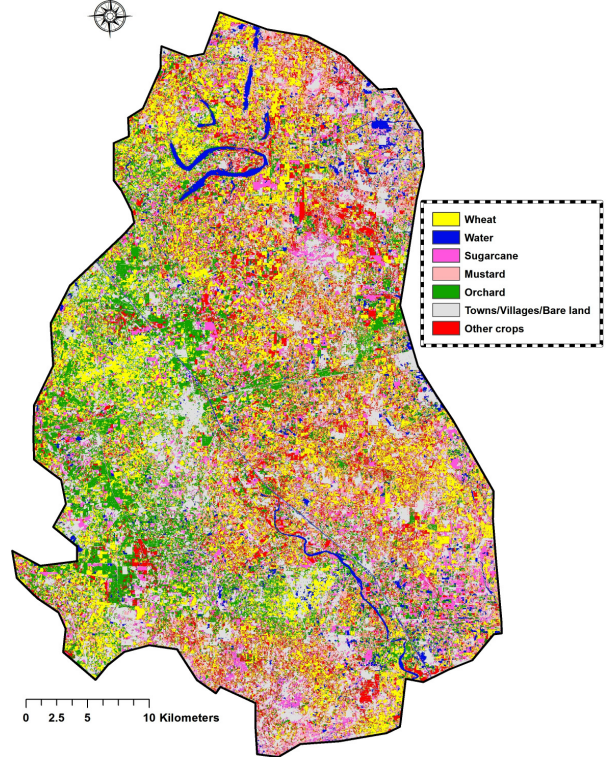 Wheat
Water
Sugarcane
Mustard
Orchard
Towns/Villages/Bare land
Other crops
0 2.5 5 10 Kilometers